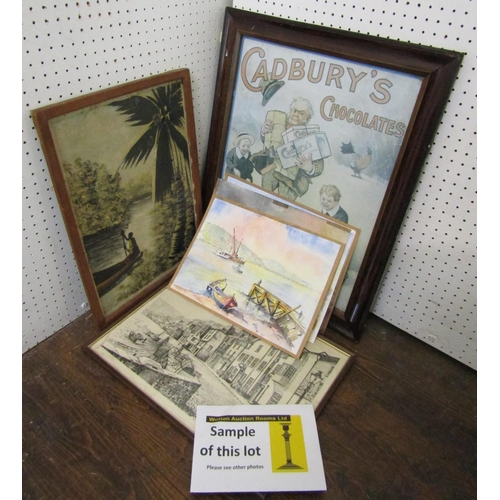 CADBURY'S
CHOCOLATES
Wotton Auction Rooms Ltd
Sample
of this lot
Please see other photos